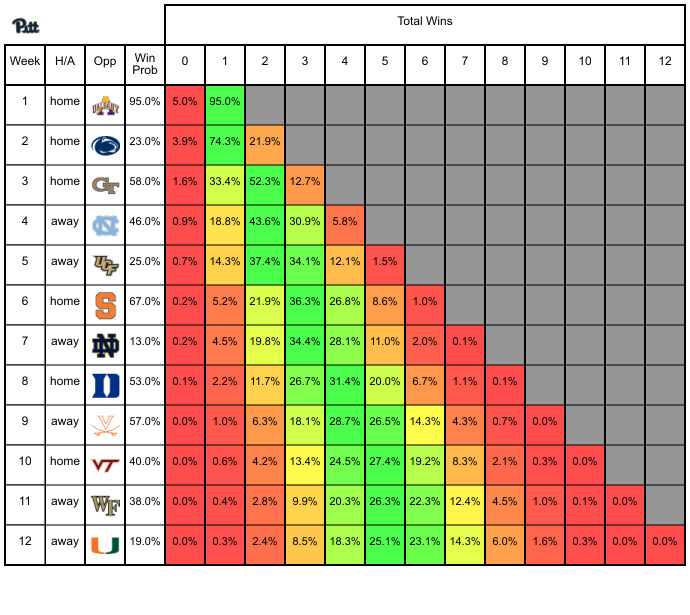 Pitt
Total Wins
Week H/A Opp Win Prob 0 1 2 3 4 5 6 7 8 9 10 11 12
1 home ALBANY 95.0% 5.0% 95.0%
2 home 23.0% 3.9% 74.3% 21.9%
3 home GT 58.0% 1.6% 33.4% 52.3% 12.7%
4 away NC 46.0% 0.9% 18.8% 43.6% 30.9% 5.8%
5 away UCF 25.0% 0.7% 14.3% 37.4% 34.1% 12.1% 1.5%
6 home S 67.0% 0.2% 5.2% 21.9% 36.3% 26.8% 8.6% 1.0%
7 away ND 13.0% 0.2% 4.5% 19.8% 34.4% 28.1% 11.0% 2.0% 0.1%
8 home D 53.0% 0.1% 2.2% 11.7% 26.7% 31.4% 20.0% 6.7% 1.1% 0.1%
9 away V 57.0% 0.0% 1.0% 6.3% 18.1% 28.7% 26.5% 14.3% 4.3% 0.7% 0.0%
10 home VT 40.0% 0.0% 0.6% 4.2% 13.4% 24.5% 27.4% 19.2% 8.3% 2.1% 0.3% 0.0%
11 away WF 38.0% 0.0% 0.4% 2.8% 9.9% 20.3% 26.3% 22.3% 12.4% 4.5% 1.0% 0.1% 0.0%
12 away U 19.0% 0.0% 0.3% 2.4% 8.5% 18.3% 25.1% 23.1% 14.3% 6.0% 1.6% 0.3% 0.0% 0.0%